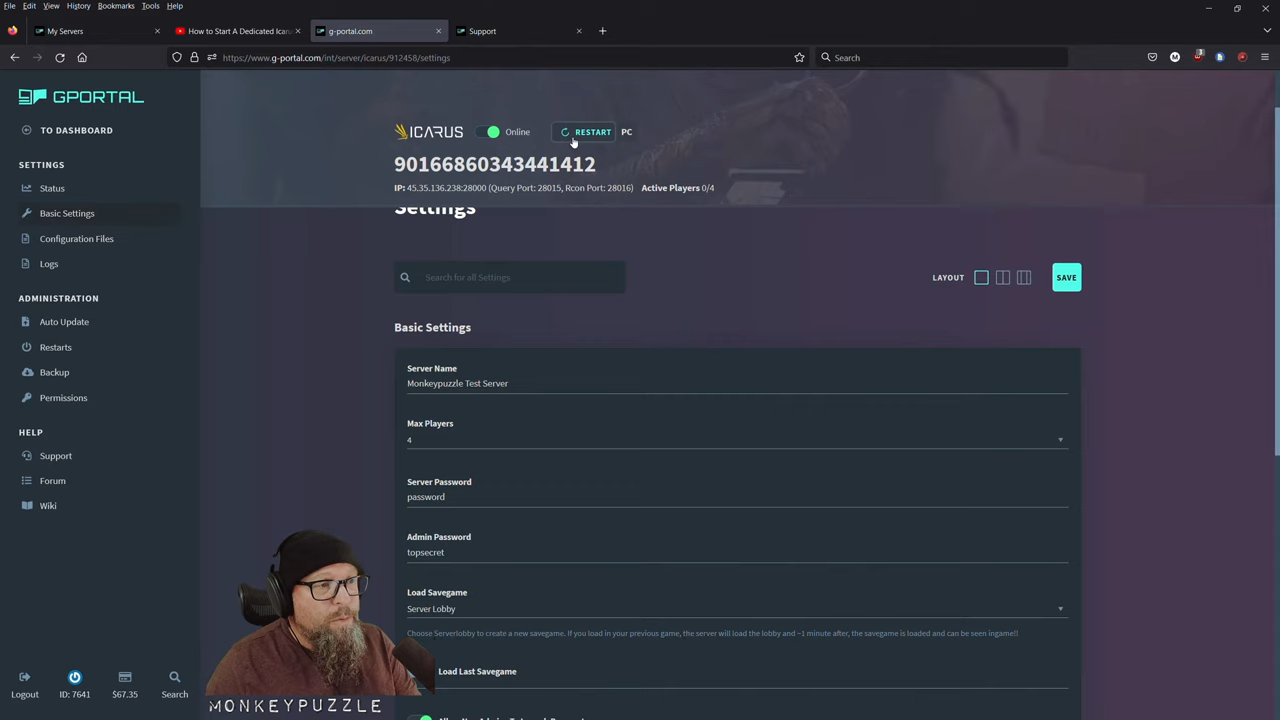 File Edit View History Bookmarks Tools Help
My Servers
How to Start A Dedicated Icaru
g-portal.com
Support
https://www.g-portal.com/int/server/icarus/912458/settings
Search
GPORTAL
TO DASHBOARD
SETTINGS
Status
Basic Settings
Configuration Files
Logs
ADMINISTRATION
Auto Update
Restarts
Backup
Permissions
HELP
Support
Forum
Wiki
Logout
ID: 7641
$67.35
Search
ICARUS
Online
RESTART
PC
90166860343441412
IP: 45.35.136.238:28000 (Query Port: 28015, Rcon Port: 28016) Active Players 0/4
Settings
Search for all Settings
LAYOUT
SAVE
Basic Settings
Server Name
Monkeypuzzle Test Server
Max Players
4
Server Password
password
Admin Password
topsecret
Load Savegame
Server Lobby
Choose Serverlobby to create a new savegame. If you load in your previous game, the server will load the lobby and ~1 minute after, the savegame is loaded and can be seen ingame!!
Load Last Savegame
MONKEYPUZZLE